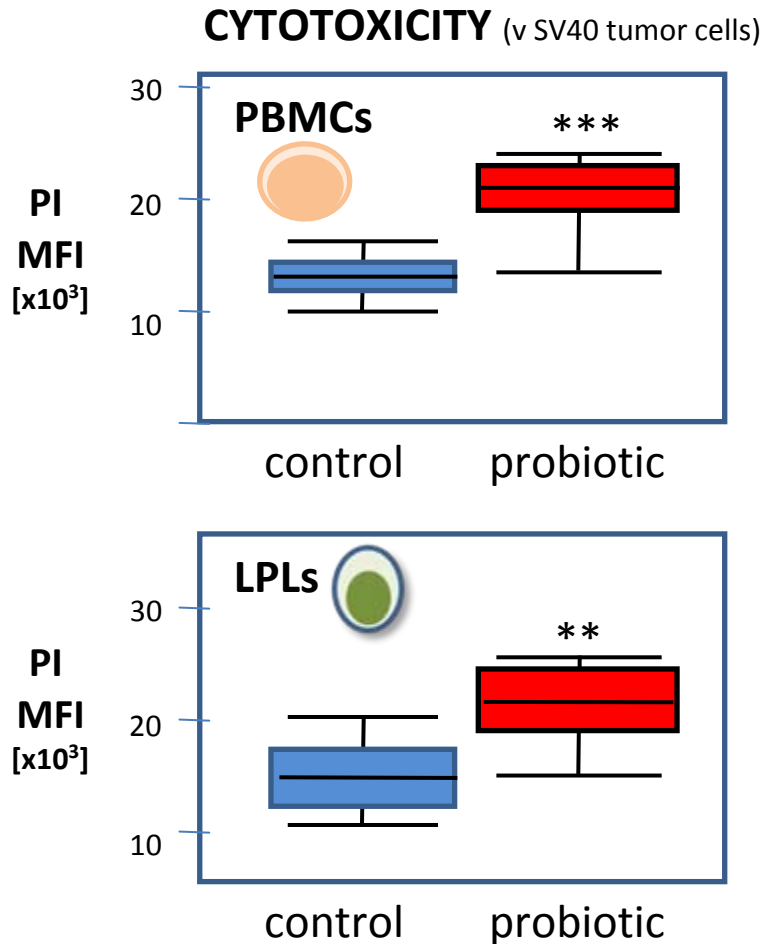 CYTOTOXICITY (v SV40 tumor cells)
30
PBMCs
***
20
PI
MFI
[x10³]
10
control probiotic
LPLs
30
**
PI
MFI
20
[x10³]
10
control probiotic